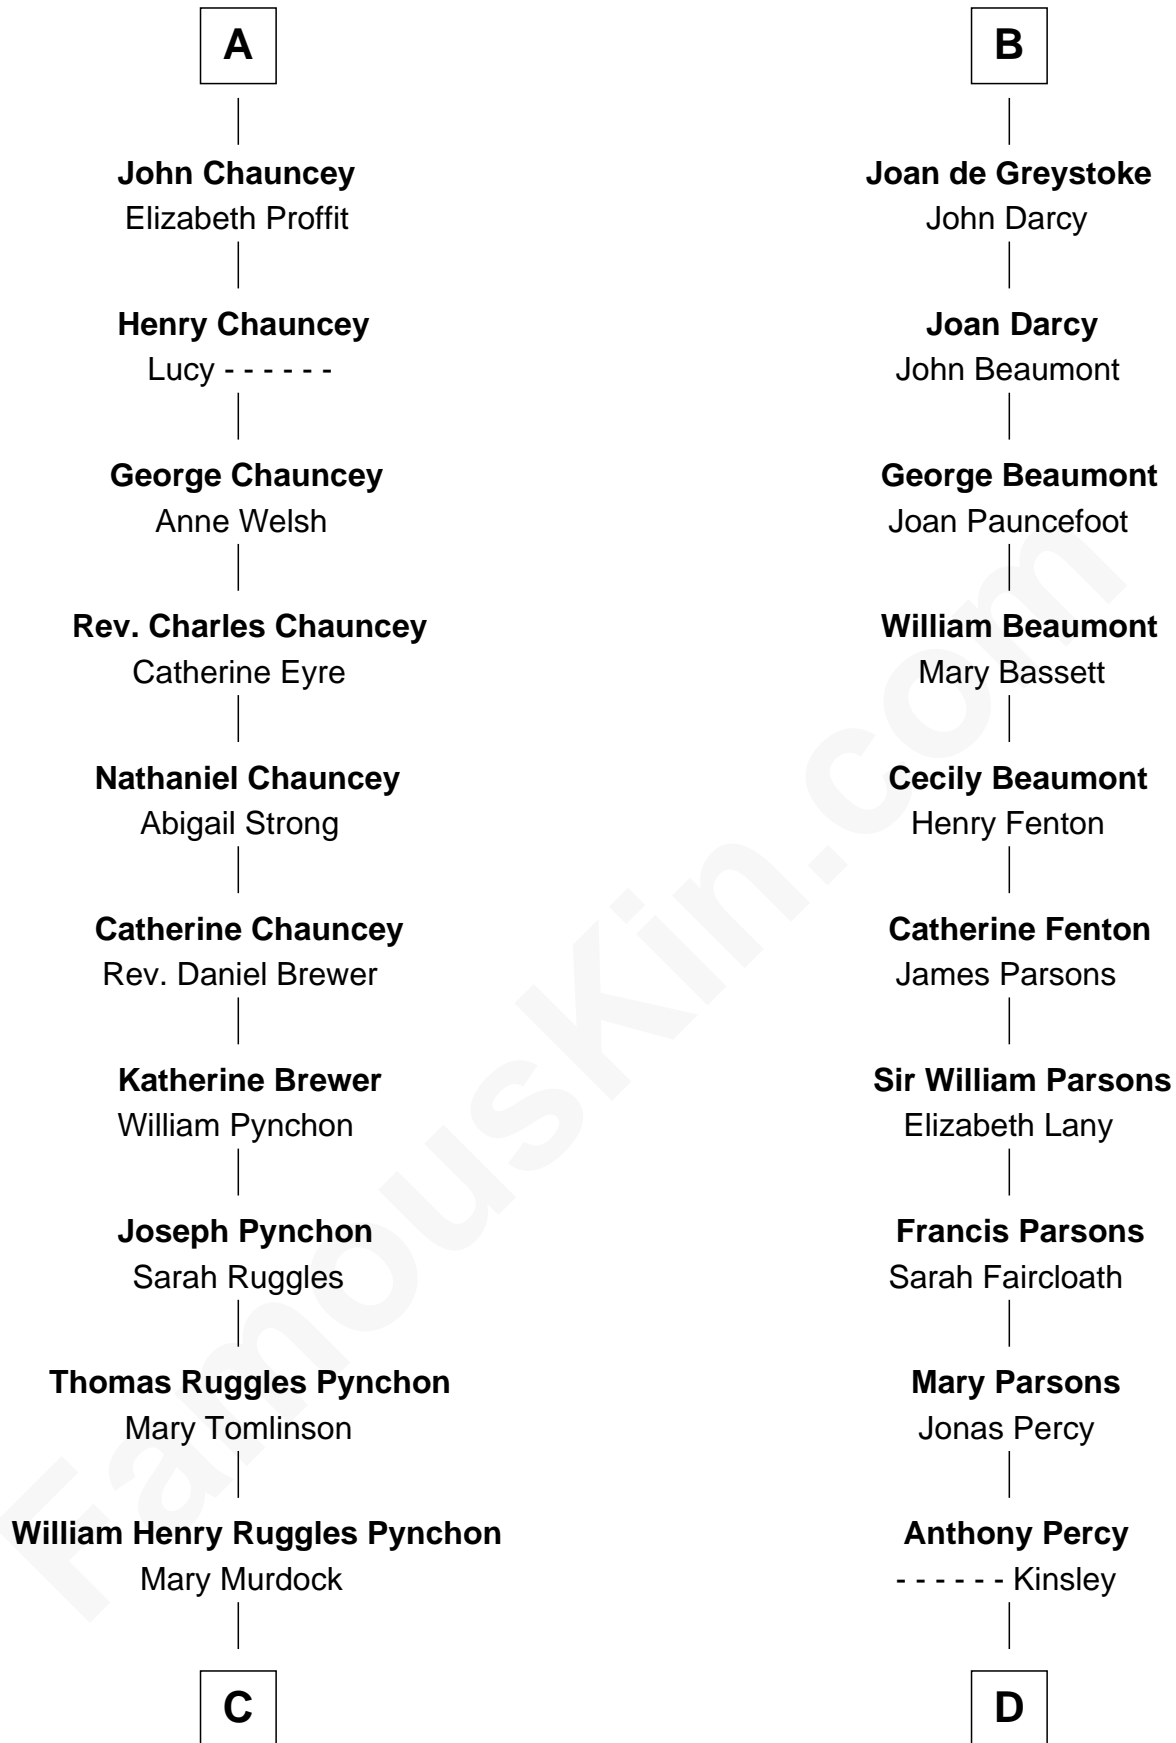 A
John Chauncey
Elizabeth Proffit
Henry Chauncey
Lucy - - - - - -
George Chauncey
Anne Welsh
Rev. Charles Chauncey
Catherine Eyre
Nathaniel Chauncey
Abigail Strong
Catherine Chauncey
Rev. Daniel Brewer
Katherine Brewer
William Pynchon
Joseph Pynchon
Sarah Ruggles
Thomas Ruggles Pynchon
Mary Tomlinson
William Henry Ruggles Pynchon
Mary Murdock
C
B
Joan de Greystoke
John Darcy
Joan Darcy
John Beaumont
George Beaumont
Joan Pauncefoot
William Beaumont
Mary Bassett
Cecily Beaumont
Henry Fenton
Catherine Fenton
James Parsons
Sir William Parsons
Elizabeth Lany
Francis Parsons
Sarah Faircloath
Mary Parsons
Jonas Percy
Anthony Percy
- - - - - - Kinsley
D
FamousKin.com